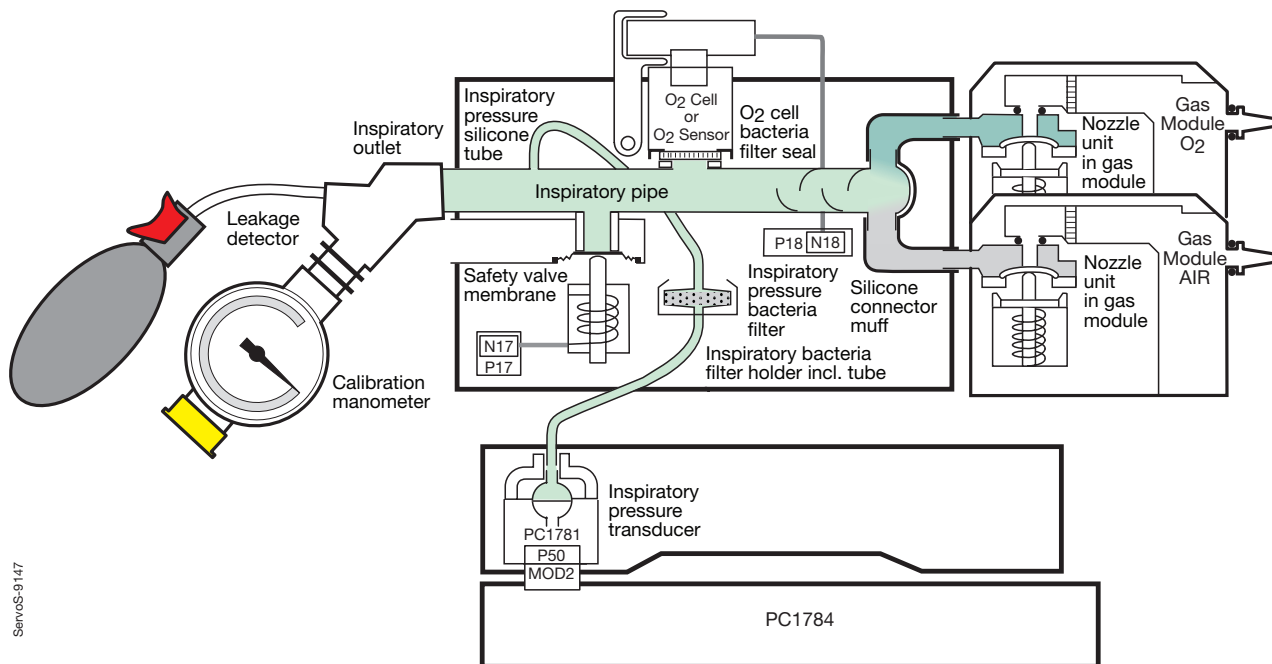 Inspiratory
pressure
silicone
tube
Inspiratory
outlet
O2 Cell
or
O2 Sensor
O2 cell
bacteria
filter seal
Gas
Module
O2
Nozzle
unit
in gas
module
Inspiratory pipe
Leakage
detector
P18 N18
Gas
Module
AIR
Nozzle
unit
in gas
module
Safety valve
membrane
Inspiratory
pressure
bacteria
filter
Silicone
connector
muff
N17
P17
Inspiratory bacteria
filter holder incl. tube
Calibration
manometer
Inspiratory
pressure
transducer
PC1781
P50
MOD2
PC1784
ServoS-9147